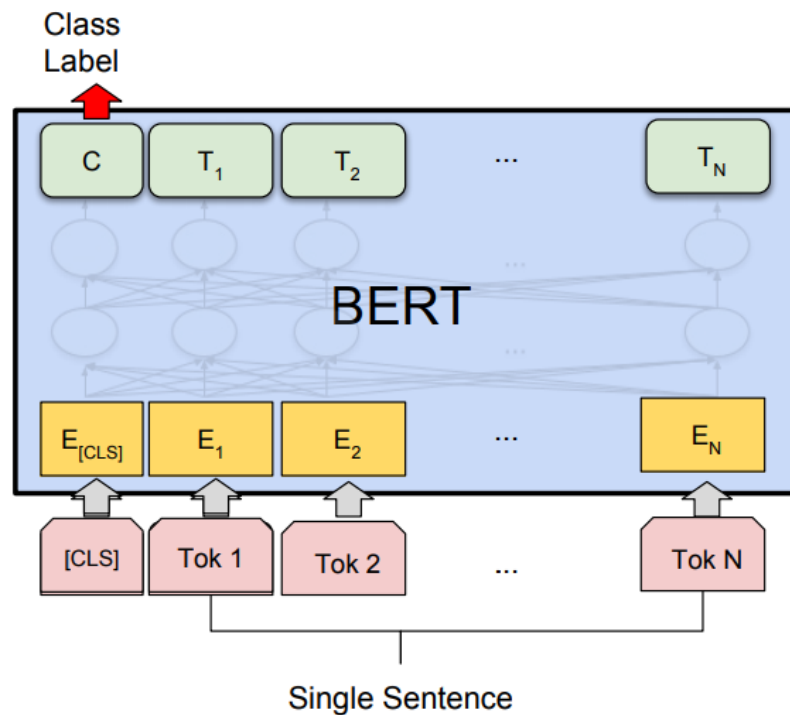 Class
Label
C T1 T2 ... TN
...
BERT
...
E[CLS] E1 E2 ... EN
[CLS] Tok 1 Tok 2 ... Tok N
Single Sentence